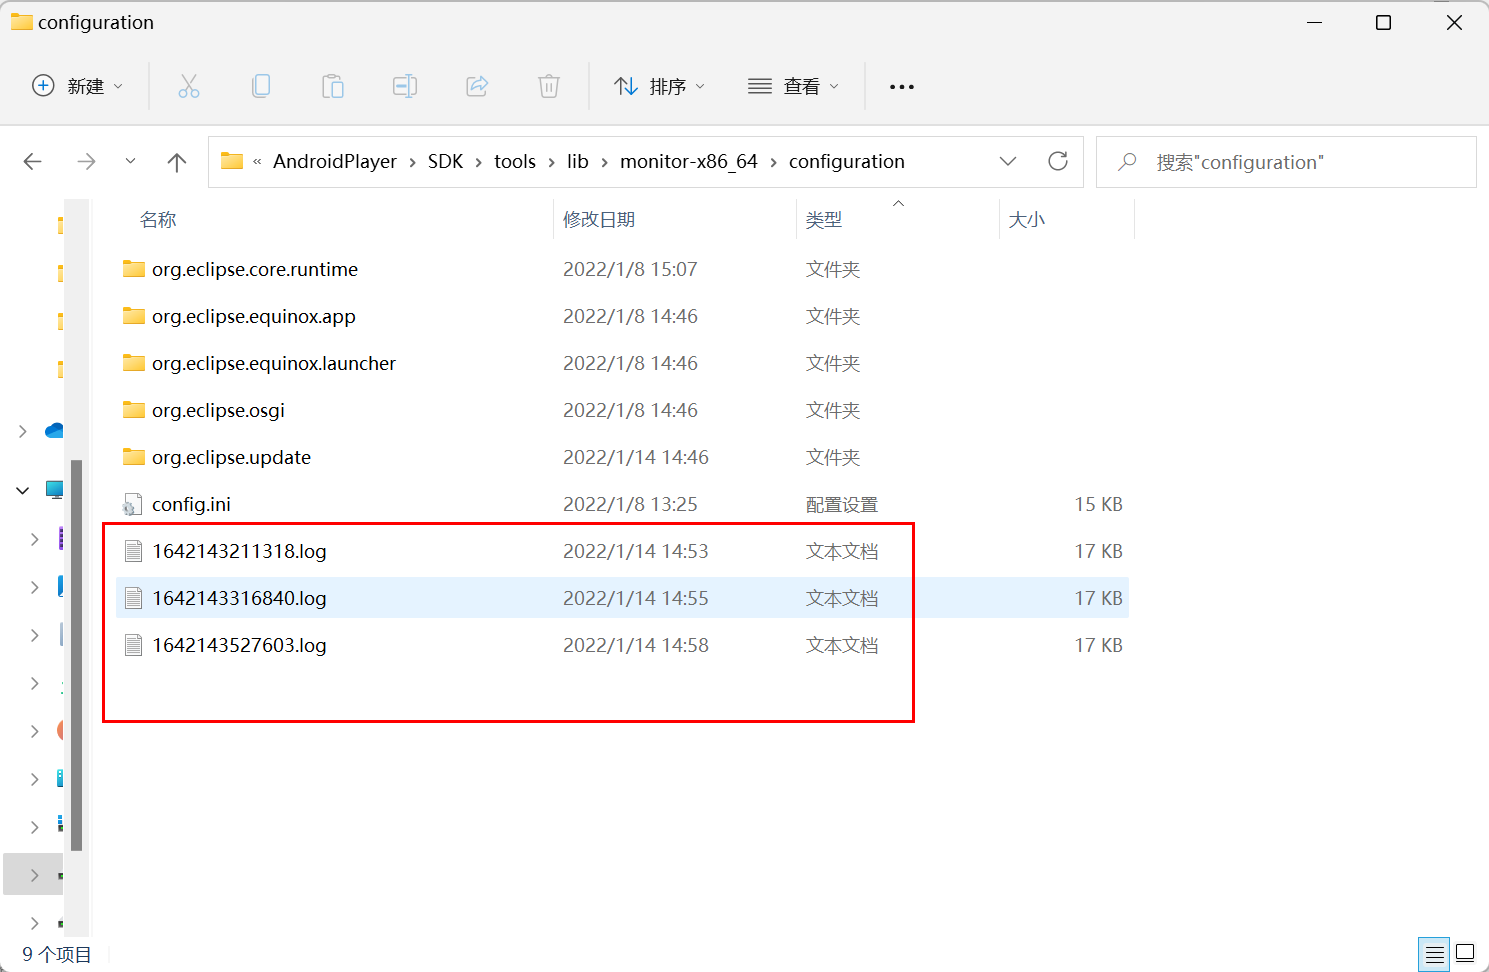 configuration
新建 排序 查看
« AndroidPlayer › SDK › tools › lib › monitor-x86_64 › configuration 搜索"configuration"
名称 修改日期 类型 大小
org.eclipse.core.runtime 2022/1/8 15:07 文件夹
org.eclipse.equinox.app 2022/1/8 14:46 文件夹
org.eclipse.equinox.launcher 2022/1/8 14:46 文件夹
org.eclipse.osgi 2022/1/8 14:46 文件夹
org.eclipse.update 2022/1/14 14:46 文件夹
config.ini 2022/1/8 13:25 配置设置 15 KB
1642143211318.log 2022/1/14 14:53 文本文档 17 KB
1642143316840.log 2022/1/14 14:55 文本文档 17 KB
1642143527603.log 2022/1/14 14:58 文本文档 17 KB
9 个项目